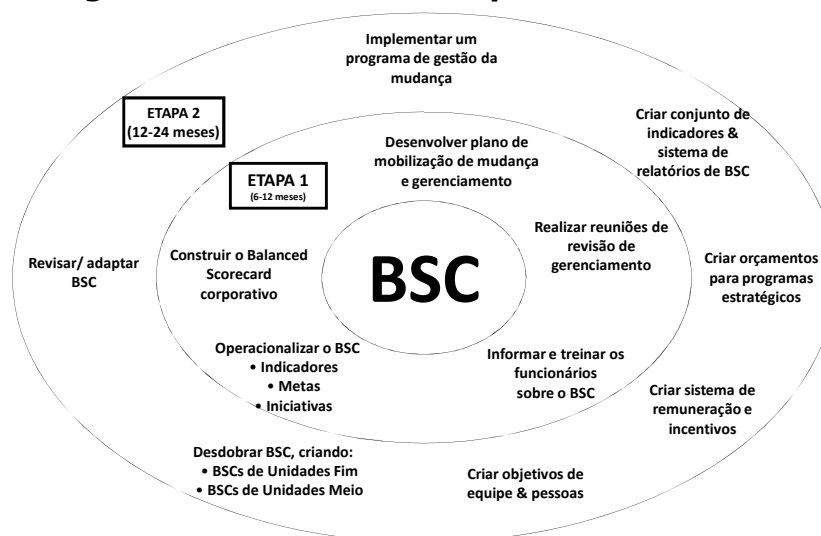 Implementar um
programa de gestão da
mudança
ETAPA 2
(12-24 meses)
Criar conjunto de
indicadores &
sistema de
relatórios de BSC
Desenvolver plano de
mobilização de mudança
e gerenciamento
ETAPA 1
(6-12 meses)
Realizar reuniões de
revisão de
gerenciamento
Revisar/ adaptar
BSC
Construir o Balanced
Scorecard
corporativo
BSC
Criar orçamentos
para programas
estratégicos
Operacionalizar o BSC
• Indicadores
• Metas
• Iniciativas
Informar e treinar os
funcionários
sobre o BSC
Criar sistema de
remuneração e
incentivos
Desdobrar BSC, criando:
• BSCs de Unidades Fim
• BSCs de Unidades Meio
Criar objetivos de
equipe & pessoas